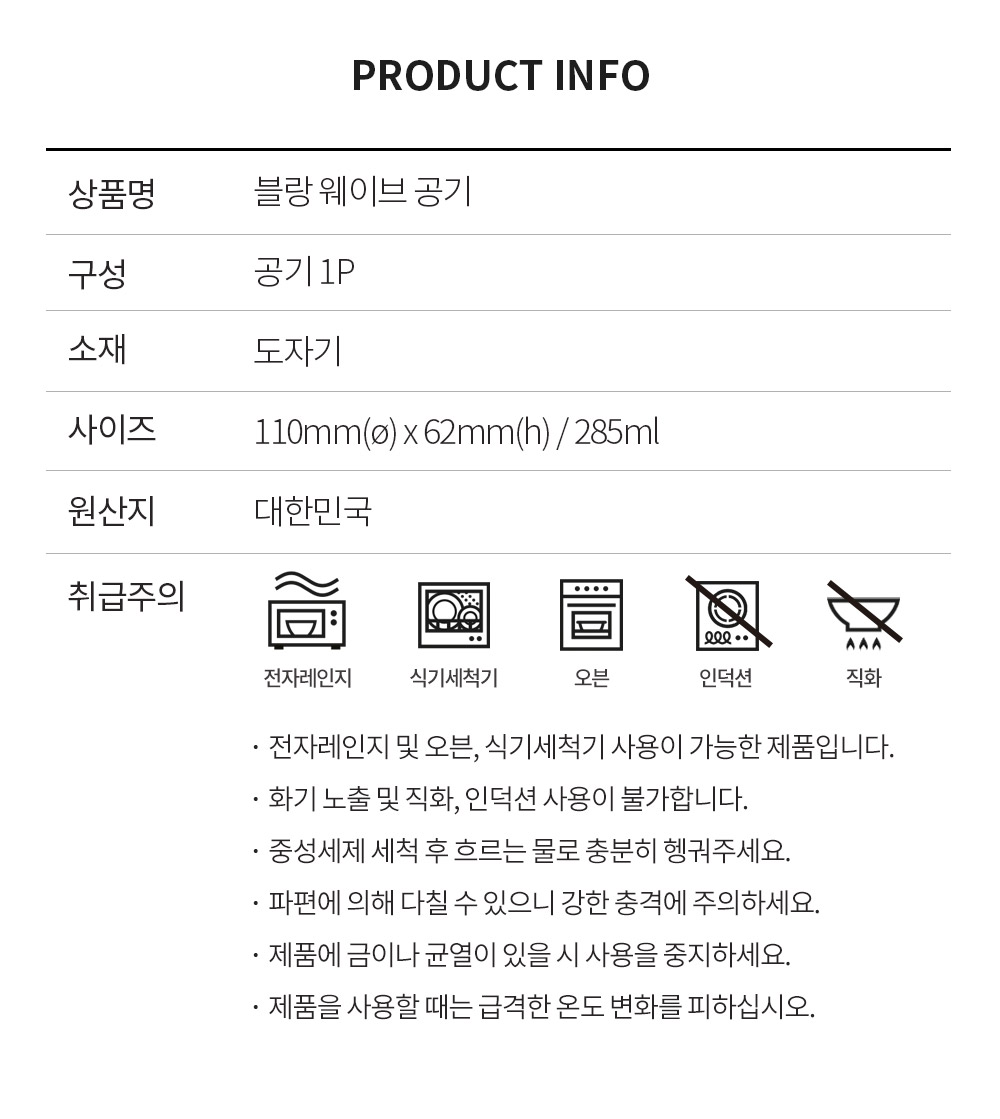 PRODUCT INFO
상품명 블랑 웨이브 공기
구성 공기 1P
소재 도자기
사이즈 110mm(ø) x 62mm(h) / 285ml
원산지 대한민국
취급주의
전자레인지 식기세척기 오븐 인덕션 직화
· 전자레인지 및 오븐, 식기세척기 사용이 가능한 제품입니다.
· 화기 노출 및 직화, 인덕션 사용이 불가합니다.
· 중성세제 세척 후 흐르는 물로 충분히 헹궈주세요.
· 파편에 의해 다칠 수 있으니 강한 충격에 주의하세요.
· 제품에 금이나 균열이 있을 시 사용을 중지하세요.
· 제품을 사용할 때는 급격한 온도 변화를 피하십시오.